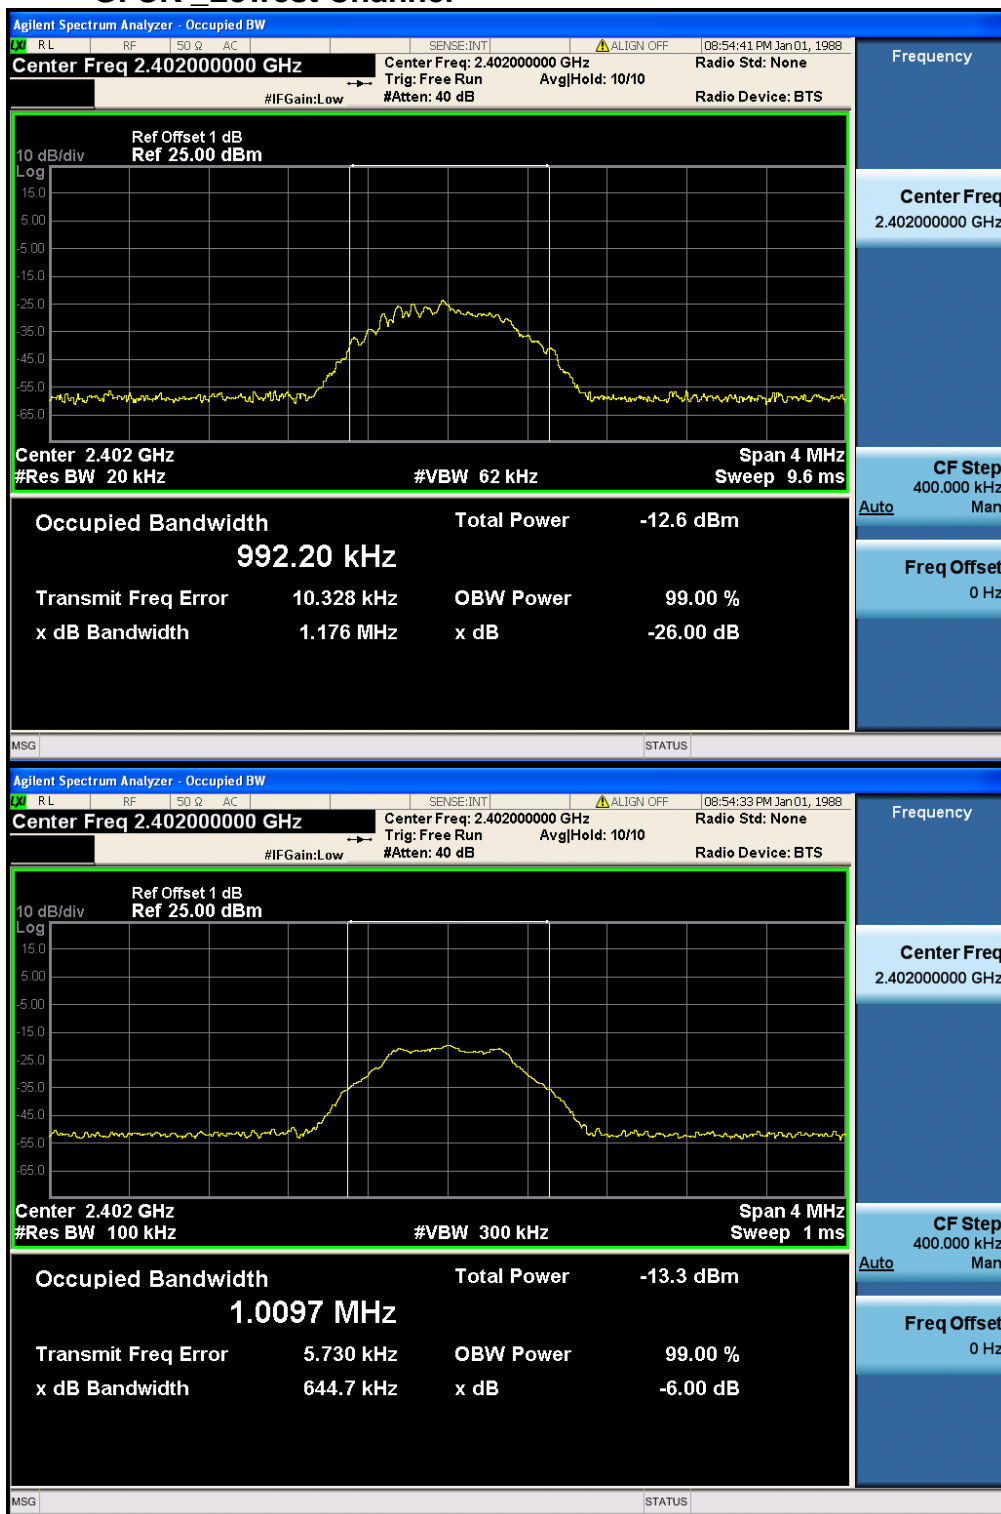 Agilent Spectrum Analyzer - Occupied BW
LXI RL RF 50 Ω AC SENSE:INT ALIGN OFF 08:54:41 PM Jan 01, 1988
Center Freq 2.402000000 GHz
Center Freq: 2.402000000 GHz Radio Std: None
Trig: Free Run Avg|Hold: 10/10
#IFGain:Low #Atten: 40 dB Radio Device: BTS
Frequency
Ref Offset 1 dB
10 dB/div Ref 25.00 dBm
Log
15.0
5.00
-5.00
-15.0
-25.0
-35.0
-45.0
-55.0
-65.0
Center 2.402 GHz Span 4 MHz
#Res BW 20 kHz #VBW 62 kHz Sweep 9.6 ms
Center Freq
2.402000000 GHz
CF Step
400.000 kHz
Auto Man
Freq Offset
0 Hz
Occupied Bandwidth Total Power -12.6 dBm
992.20 kHz
Transmit Freq Error 10.328 kHz OBW Power 99.00 %
x dB Bandwidth 1.176 MHz x dB -26.00 dB
MSG STATUS
Agilent Spectrum Analyzer - Occupied BW
LXI RL RF 50 Ω AC SENSE:INT ALIGN OFF 08:54:33 PM Jan 01, 1988
Center Freq 2.402000000 GHz
Center Freq: 2.402000000 GHz Radio Std: None
Trig: Free Run Avg|Hold: 10/10
#IFGain:Low #Atten: 40 dB Radio Device: BTS
Frequency
Ref Offset 1 dB
10 dB/div Ref 25.00 dBm
Log
15.0
5.00
-5.00
-15.0
-25.0
-35.0
-45.0
-55.0
-65.0
Center 2.402 GHz Span 4 MHz
#Res BW 100 kHz #VBW 300 kHz Sweep 1 ms
Center Freq
2.402000000 GHz
CF Step
400.000 kHz
Auto Man
Freq Offset
0 Hz
Occupied Bandwidth Total Power -13.3 dBm
1.0097 MHz
Transmit Freq Error 5.730 kHz OBW Power 99.00 %
x dB Bandwidth 644.7 kHz x dB -6.00 dB
MSG STATUS